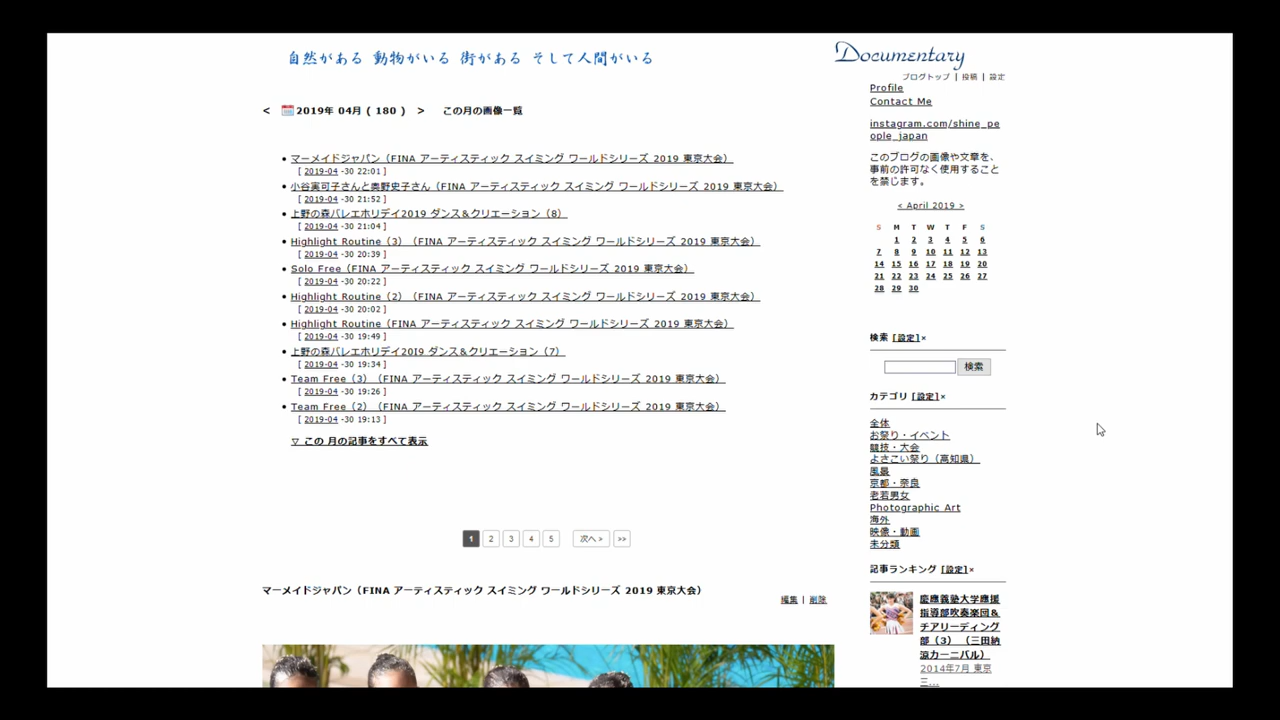 自然がある 動物がいる 街がある そして人間がいる
Documentary
ブログトップ | 投稿 | 設定
< 2019年 04月 ( 180 ) > この月の画像一覧
マーメイドジャパン（FINA アーティスティック スイミング ワールドシリーズ 2019 東京大会）
[ 2019-04 -30 22:01 ]
小谷実可子さんと奥野史子さん（FINA アーティスティック スイミング ワールドシリーズ 2019 東京大会）
[ 2019-04 -30 21:52 ]
上野の森バレエホリデイ2019 ダンス＆クリエーション（8）
[ 2019-04 -30 21:04 ]
Highlight Routine（3）（FINA アーティスティック スイミング ワールドシリーズ 2019 東京大会）
[ 2019-04 -30 20:39 ]
Solo Free（FINA アーティスティック スイミング ワールドシリーズ 2019 東京大会）
[ 2019-04 -30 20:22 ]
Highlight Routine（2）（FINA アーティスティック スイミング ワールドシリーズ 2019 東京大会）
[ 2019-04 -30 20:02 ]
Highlight Routine（FINA アーティスティック スイミング ワールドシリーズ 2019 東京大会）
[ 2019-04 -30 19:49 ]
上野の森バレエホリデイ2019 ダンス＆クリエーション（7）
[ 2019-04 -30 19:34 ]
Team Free（3）（FINA アーティスティック スイミング ワールドシリーズ 2019 東京大会）
[ 2019-04 -30 19:26 ]
Team Free（2）（FINA アーティスティック スイミング ワールドシリーズ 2019 東京大会）
[ 2019-04 -30 19:13 ]
▽ この 月の記事をすべて表示
1 2 3 4 5 次へ > >>
マーメイドジャパン（FINA アーティスティック スイミング ワールドシリーズ 2019 東京大会）
編集 | 削除
Profile
Contact Me
instagram.com/shine_pe
ople_japan
このブログの画像や文章を、
事前の許可なく使用すること
を禁じます。
< April 2019 >
S M T W T F S
1 2 3 4 5 6
7 8 9 10 11 12 13
14 15 16 17 18 19 20
21 22 23 24 25 26 27
28 29 30
検索 [設定]×
検索
カテゴリ [設定]×
全体
お祭り・イベント
競技・大会
よさこい祭り（高知県）
風景
京都・奈良
老若男女
Photographic Art
海外
映像・動画
未分類
記事ランキング [設定]×
慶應義塾大学應援
指導部吹奏楽団＆
チアリーディング
部（3）（三田納
涼カーニバル）
2014年7月 東京
三...